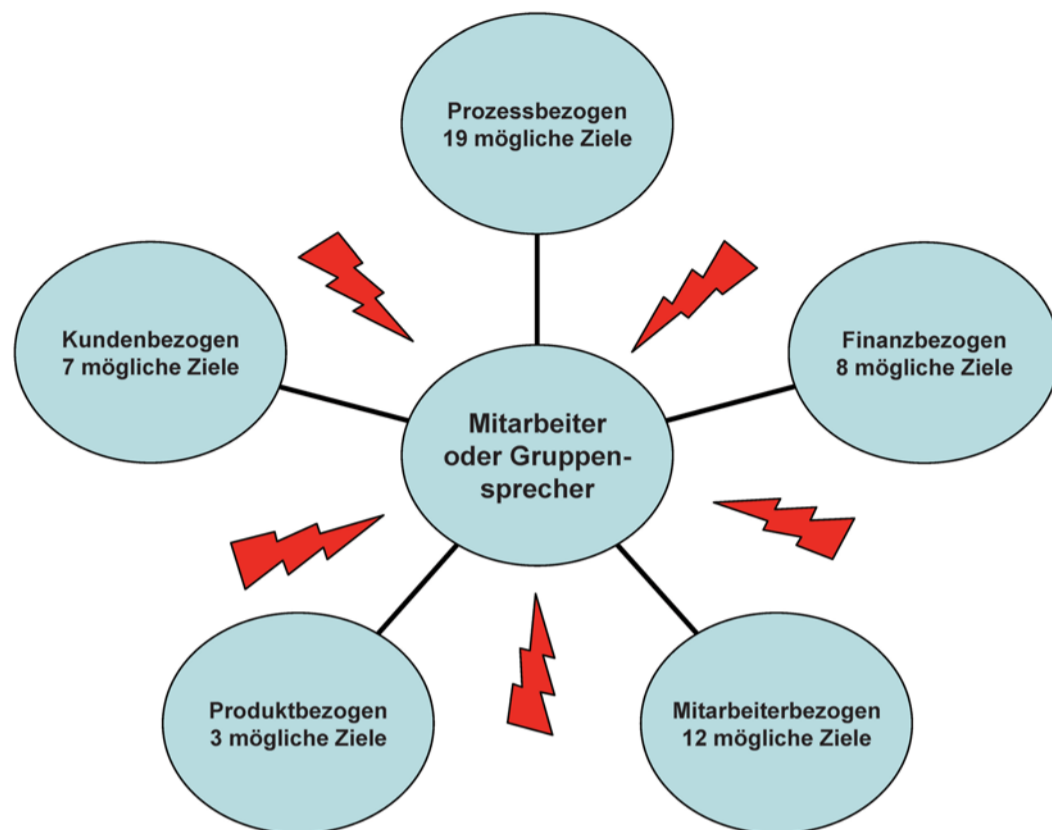 Prozessbezogen
19 mögliche Ziele
Kundenbezogen
7 mögliche Ziele
Finanzbezogen
8 mögliche Ziele
Mitarbeiter
oder Gruppen-
sprecher
Produktbezogen
3 mögliche Ziele
Mitarbeiterbezogen
12 mögliche Ziele